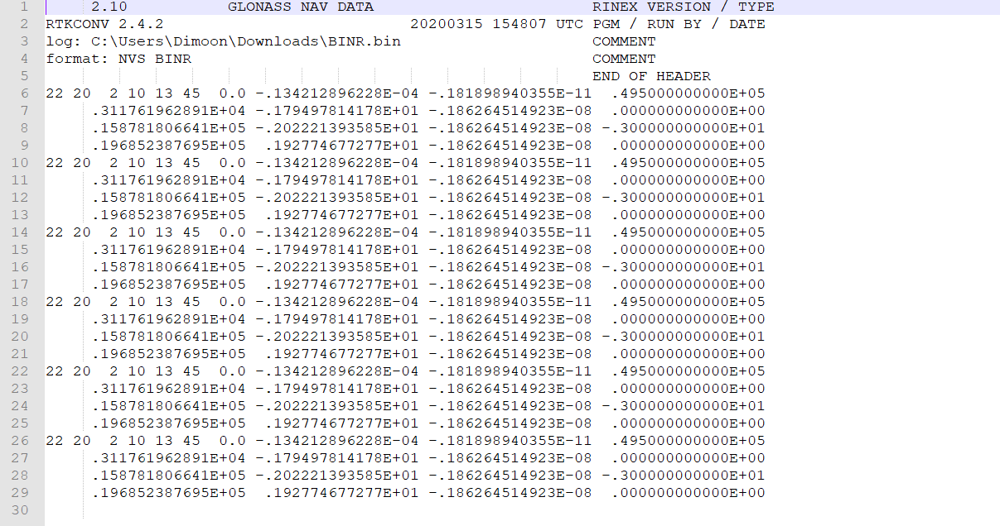 1 2.10 GLONASS NAV DATA RINEX VERSION / TYPE
2 RTKCONV 2.4.2 20200315 154807 UTC PGM / RUN BY / DATE
3 log: C:\Users\Dimoon\Downloads\BINR.bin COMMENT
4 format: NVS BINR COMMENT
5 END OF HEADER
6 22 20 2 10 13 45 0.0 -.134212896228E-04 -.181898940355E-11 .495000000000E+05
7 .311761962891E+04 -.179497814178E+01 -.186264514923E-08 .000000000000E+00
8 .158781806641E+05 -.202221393585E+01 -.186264514923E-08 -.300000000000E+01
9 .196852387695E+05 .192774677277E+01 -.186264514923E-08 .000000000000E+00
10 22 20 2 10 13 45 0.0 -.134212896228E-04 -.181898940355E-11 .495000000000E+05
11 .311761962891E+04 -.179497814178E+01 -.186264514923E-08 .000000000000E+00
12 .158781806641E+05 -.202221393585E+01 -.186264514923E-08 -.300000000000E+01
13 .196852387695E+05 .192774677277E+01 -.186264514923E-08 .000000000000E+00
14 22 20 2 10 13 45 0.0 -.134212896228E-04 -.181898940355E-11 .495000000000E+05
15 .311761962891E+04 -.179497814178E+01 -.186264514923E-08 .000000000000E+00
16 .158781806641E+05 -.202221393585E+01 -.186264514923E-08 -.300000000000E+01
17 .196852387695E+05 .192774677277E+01 -.186264514923E-08 .000000000000E+00
18 22 20 2 10 13 45 0.0 -.134212896228E-04 -.181898940355E-11 .495000000000E+05
19 .311761962891E+04 -.179497814178E+01 -.186264514923E-08 .000000000000E+00
20 .158781806641E+05 -.202221393585E+01 -.186264514923E-08 -.300000000000E+01
21 .196852387695E+05 .192774677277E+01 -.186264514923E-08 .000000000000E+00
22 22 20 2 10 13 45 0.0 -.134212896228E-04 -.181898940355E-11 .495000000000E+05
23 .311761962891E+04 -.179497814178E+01 -.186264514923E-08 .000000000000E+00
24 .158781806641E+05 -.202221393585E+01 -.186264514923E-08 -.300000000000E+01
25 .196852387695E+05 .192774677277E+01 -.186264514923E-08 .000000000000E+00
26 22 20 2 10 13 45 0.0 -.134212896228E-04 -.181898940355E-11 .495000000000E+05
27 .311761962891E+04 -.179497814178E+01 -.186264514923E-08 .000000000000E+00
28 .158781806641E+05 -.202221393585E+01 -.186264514923E-08 -.300000000000E+01
29 .196852387695E+05 .192774677277E+01 -.186264514923E-08 .000000000000E+00
30